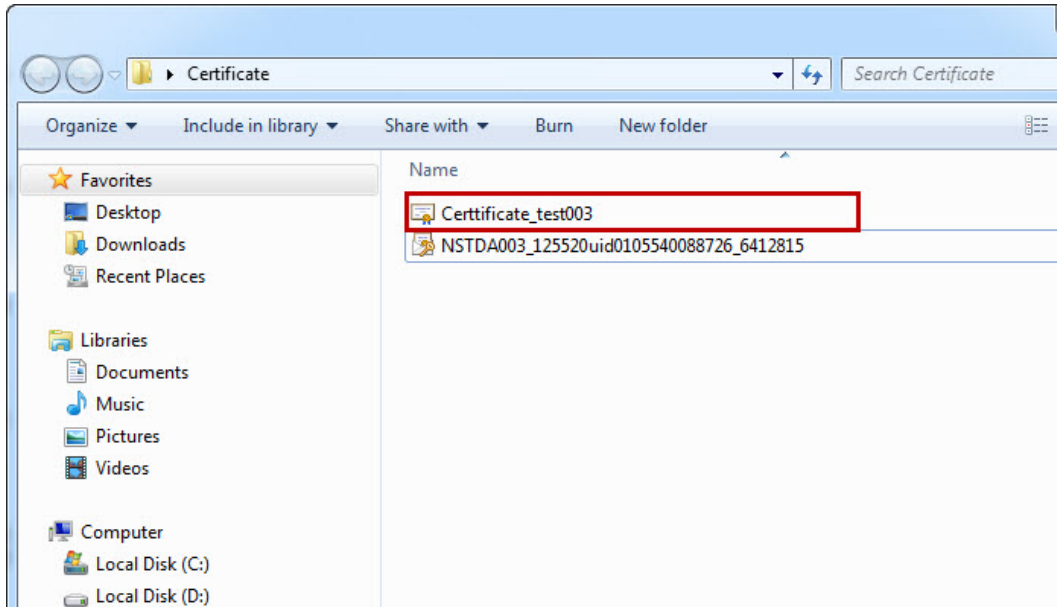 Certificate
Search Certificate
Organize
Include in library
Share with
Burn
New folder
Favorites
Desktop
Downloads
Recent Places
Libraries
Documents
Music
Pictures
Videos
Computer
Local Disk (C:)
Local Disk (D:)
Name
Certtificate_test003
NSTDA003_125520uid0105540088726_6412815